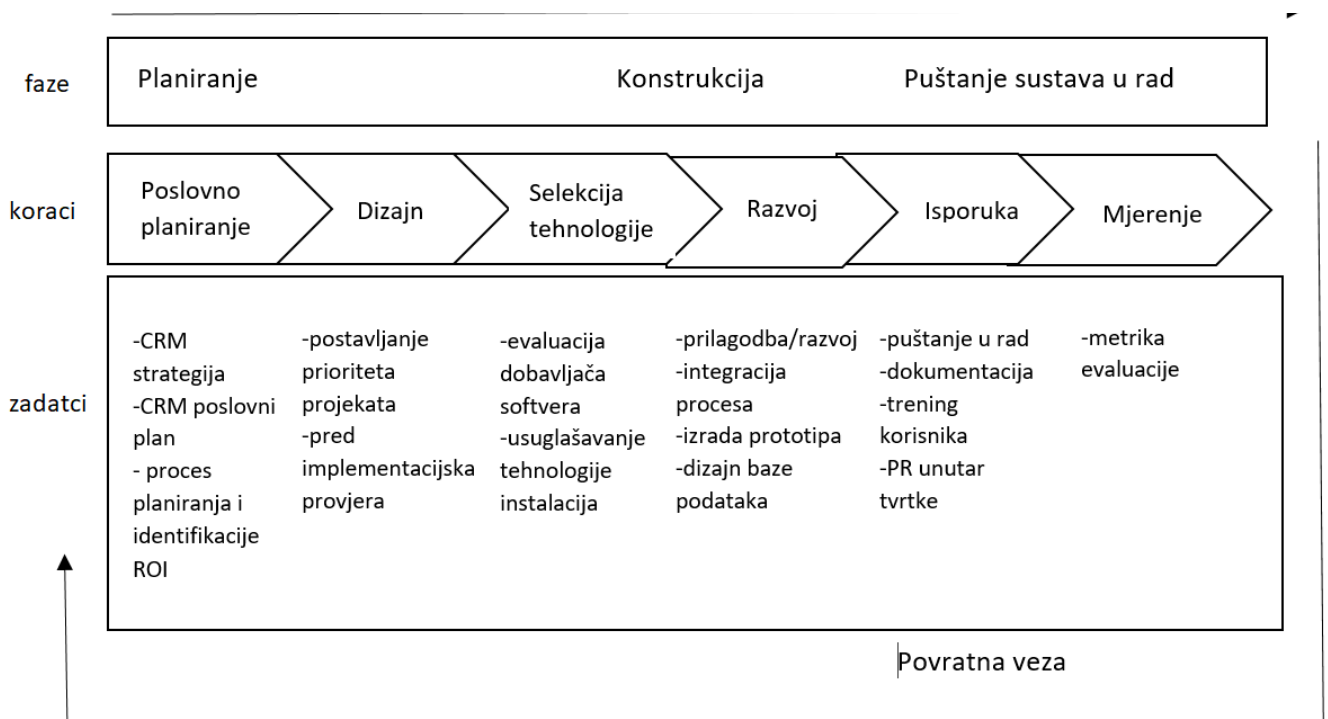 faze
Planiranje
Konstrukcija
Puštanje sustava u rad
koraci
Poslovno
planiranje
Dizajn
Selekcija
tehnologije
Razvoj
Isporuka
Mjerenje
zadatci
-CRM
strategija
-CRM poslovni
plan
- proces
planiranja i
identifikacije
ROI
-postavljanje
prioriteta
projekata
-pred
implementacijska
provjera
-evaluacija
dobavljača
softvera
-usuglašavanje
tehnologije
instalacija
-prilagodba/razvoj
-integracija
procesa
-izrada prototipa
-dizajn baze
podataka
-puštanje u rad
-dokumentacija
-trening
korisnika
-PR unutar
tvrtke
-metrika
evaluacije
Povratna veza